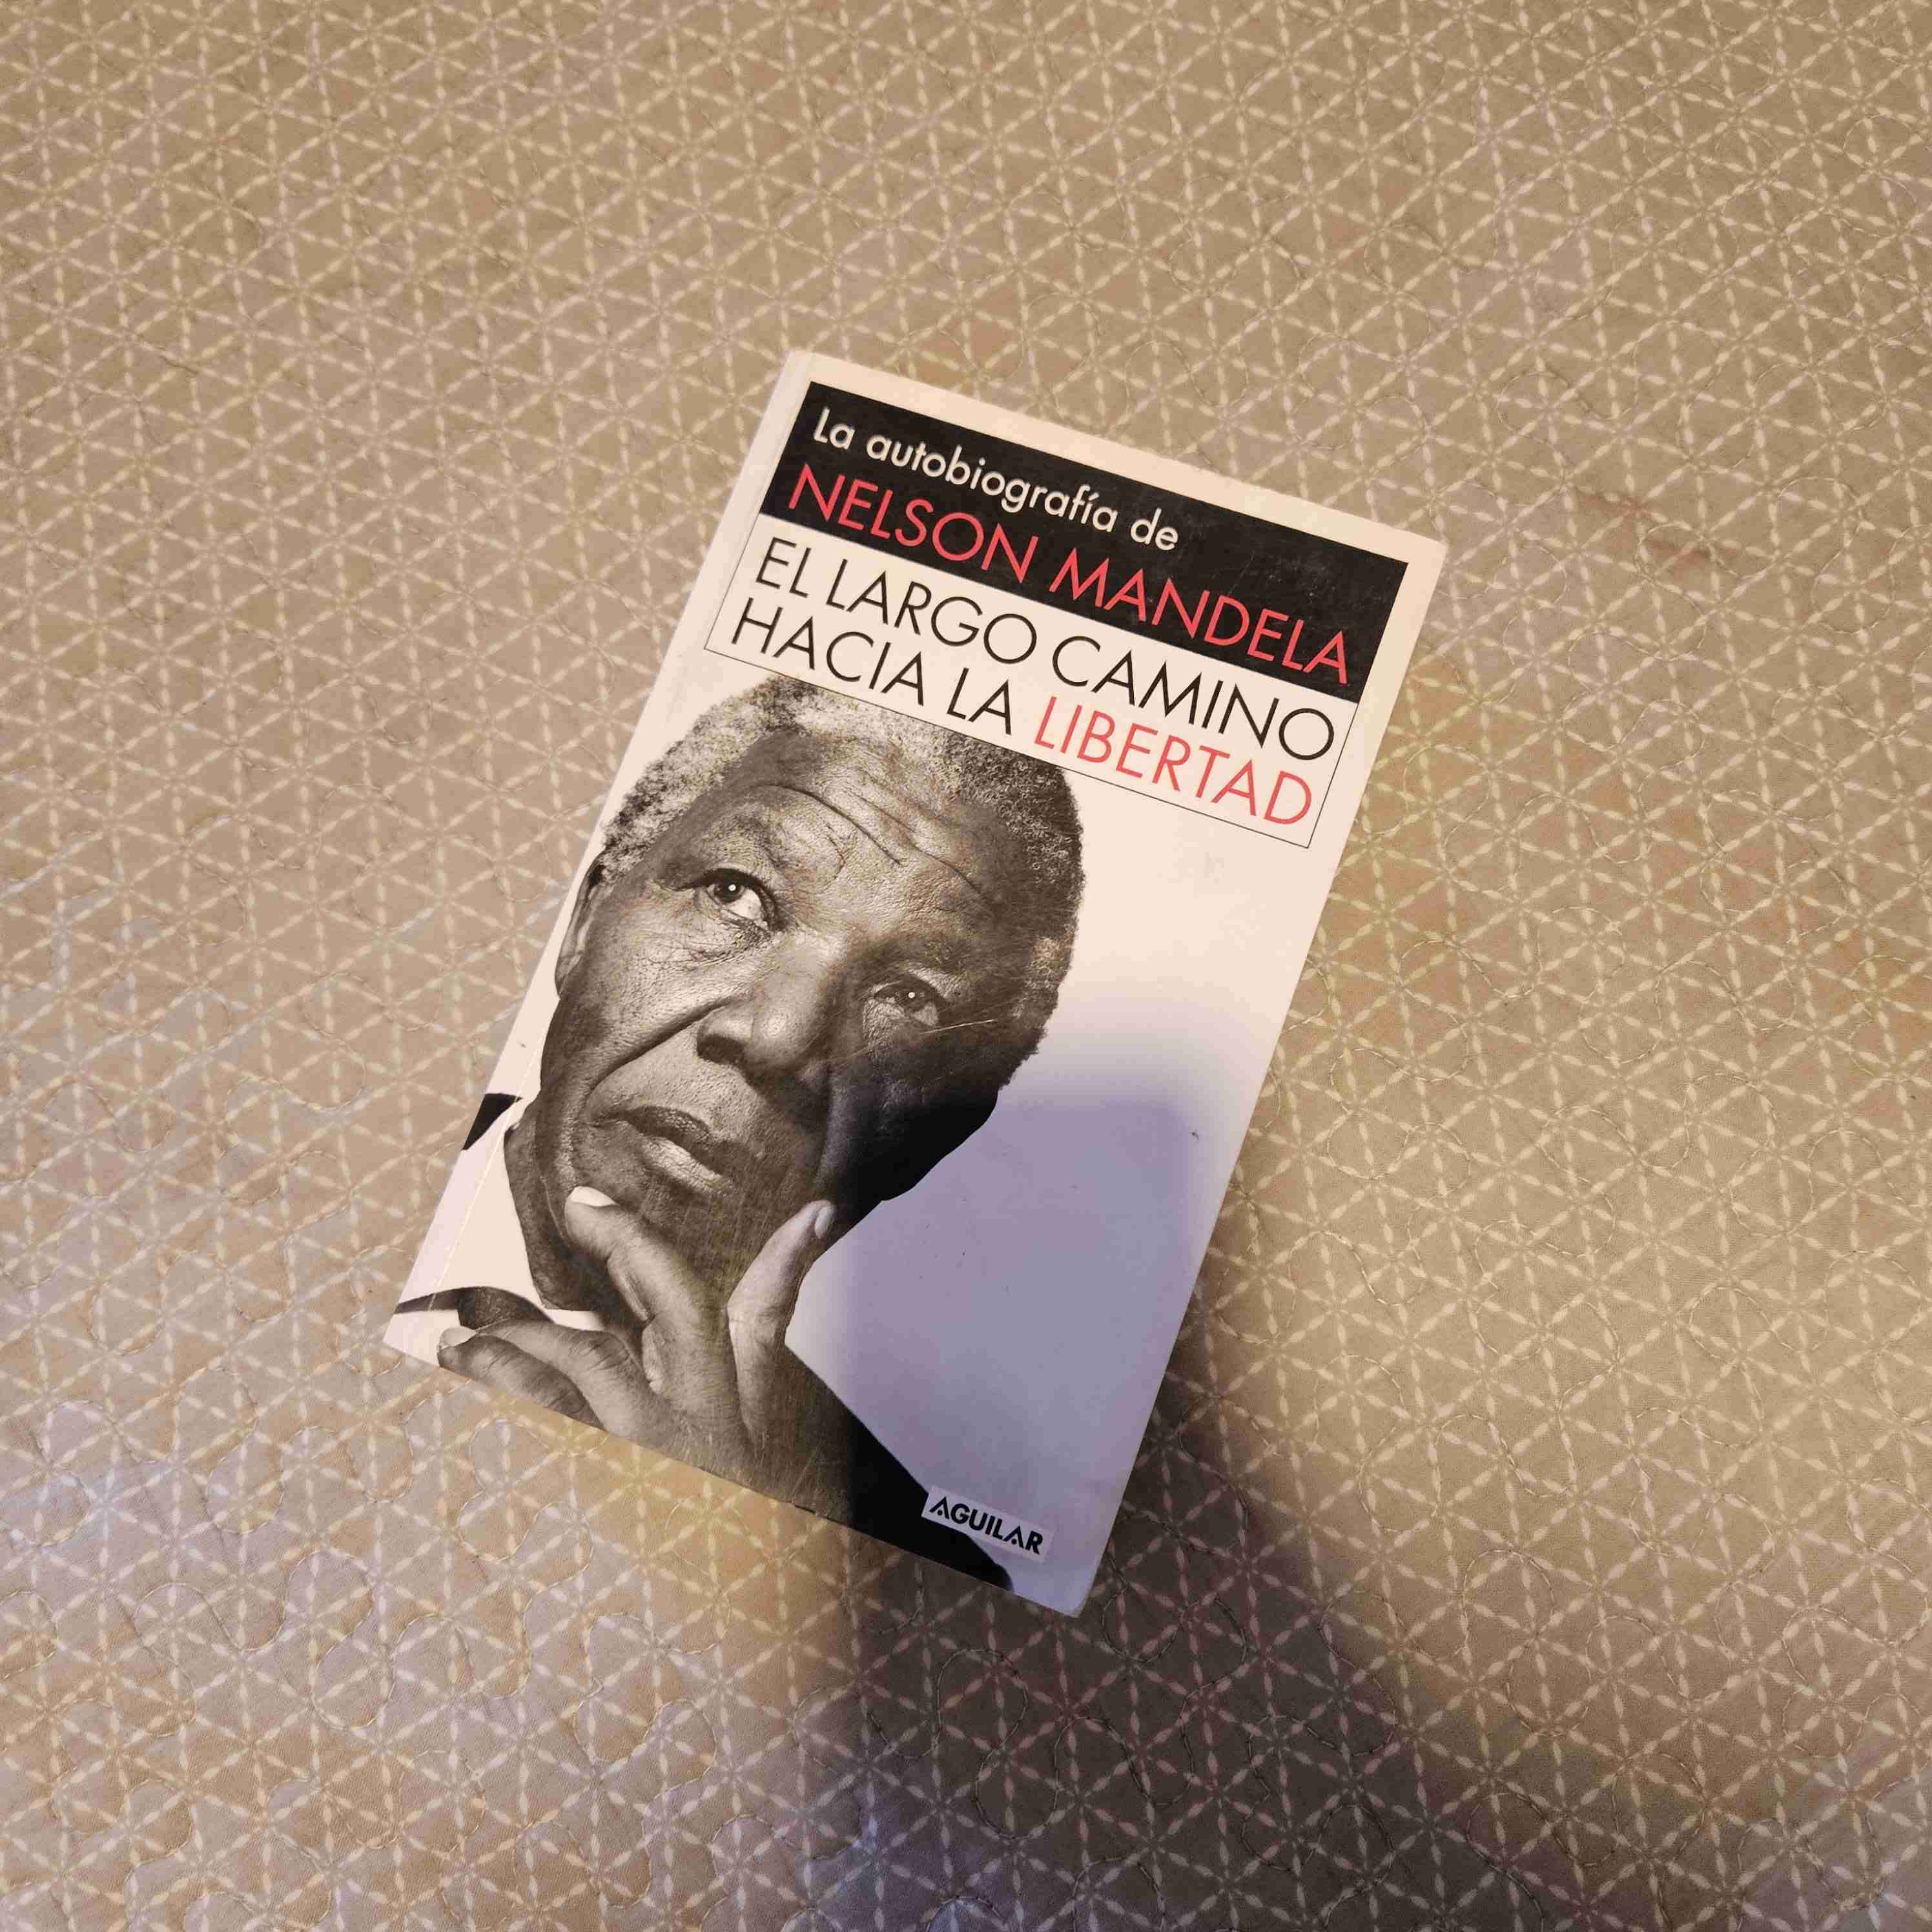 La autobiografía de
NELSON MANDELA
EL LARGO CAMINO
HACIA LA LIBERTAD
AGUILAR